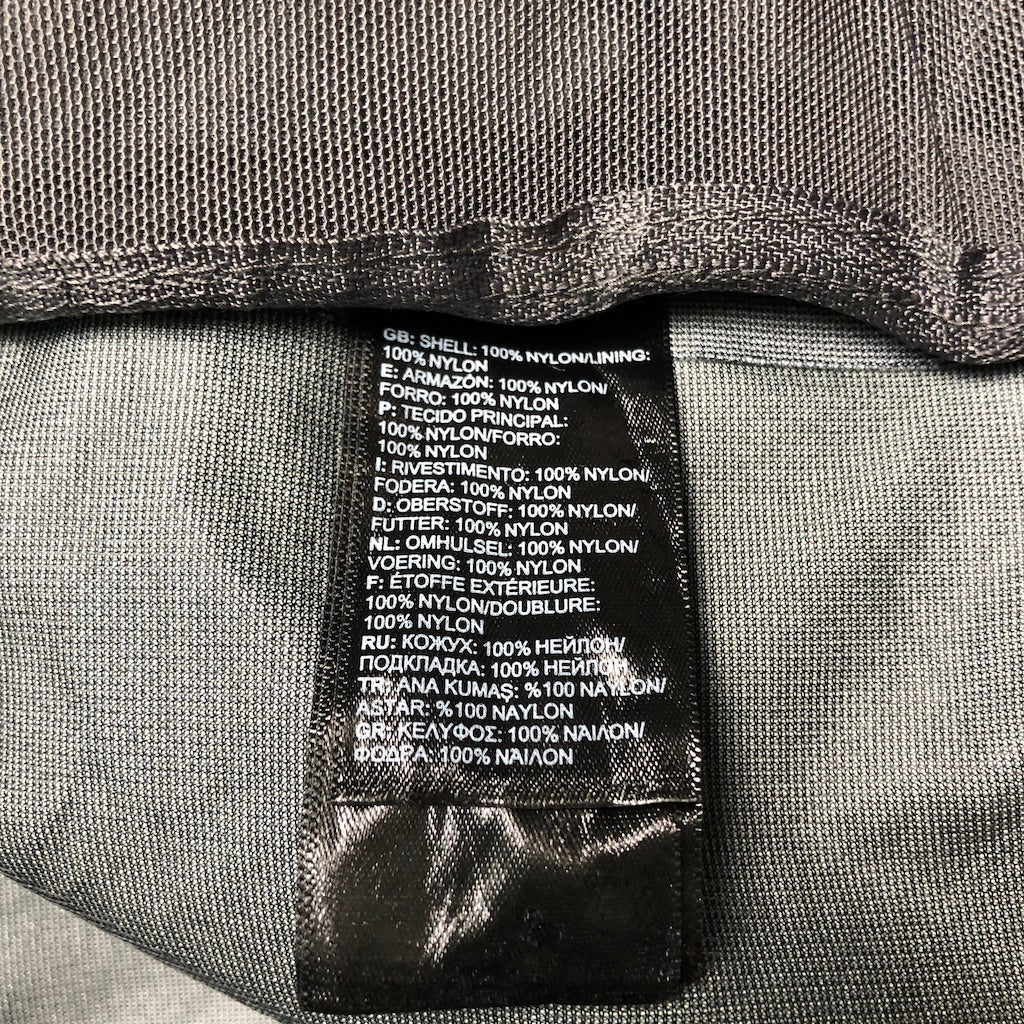 GB: SHELL: 100% NYLON/LINING:
100% NYLON
E: ARMAZÓN: 100% NYLON/
FORRO: 100% NYLON
P: TECIDO PRINCIPAL:
100% NYLON/FORRO:
100% NYLON
I: RIVESTIMENTO: 100% NYLON/
FODERA: 100% NYLON
D: OBERSTOFF: 100% NYLON/
FUTTER: 100% NYLON
NL: OMHULSEL: 100% NYLON/
VOERING: 100% NYLON
F: ÉTOFFE EXTÉRIEURE:
100% NYLON/DOUBLURE:
100% NYLON
RU: КОЖУХ: 100% НЕЙЛОН/
ПОДКЛАДКА: 100% НЕЙЛОН
TR: ANA KUMAŞ: %100 NAYLON/
ASTAR: %100 NAYLON
GR: ΚΕΛΥΦΟΣ: 100% ΝΑΪΛΟΝ/
ΦΟΔΡΑ: 100% ΝΑΪΛΟΝ